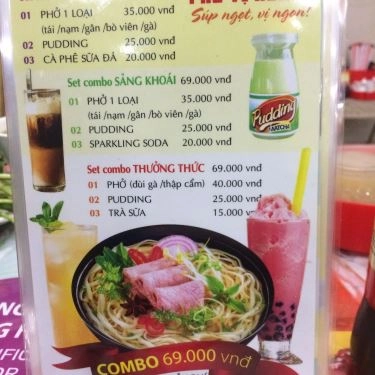 01 PHỞ 1 LOẠI 35.000 vnđ
(tái /nạm /gân /bò viên /gà)
Súp ngọt, vị ngon!
02 PUDDING 25.000 vnđ
03 CÀ PHÊ SỮA ĐÁ 20.000 vnđ
Set combo SẢNG KHOÁI 69.000 vnđ
01 PHỞ 1 LOẠI 35.000 vnđ
(tái /nạm /gân /bò viên /gà)
02 PUDDING 25.000 vnđ
03 SPARKLING SODA 20.000 vnđ
Pudding
MATCHA
Set combo THƯỞNG THỨC 69.000 vnđ
01 PHỞ (đùi gà /thập cẩm) 40.000 vnđ
02 PUDDING 25.000 vnđ
03 TRÀ SỮA 15.000 vnđ
COMBO 69.000 vnđ